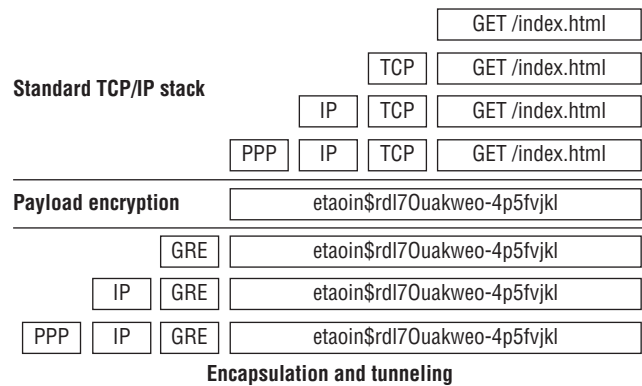 GET /index.html
TCP GET /index.html
Standard TCP/IP stack
IP TCP GET /index.html
PPP IP TCP GET /index.html
Payload encryption etaoin$rdl7Ouakweo-4p5fvjkl
GRE etaoin$rdl7Ouakweo-4p5fvjkl
IP GRE etaoin$rdl7Ouakweo-4p5fvjkl
PPP IP GRE etaoin$rdl7Ouakweo-4p5fvjkl
Encapsulation and tunneling